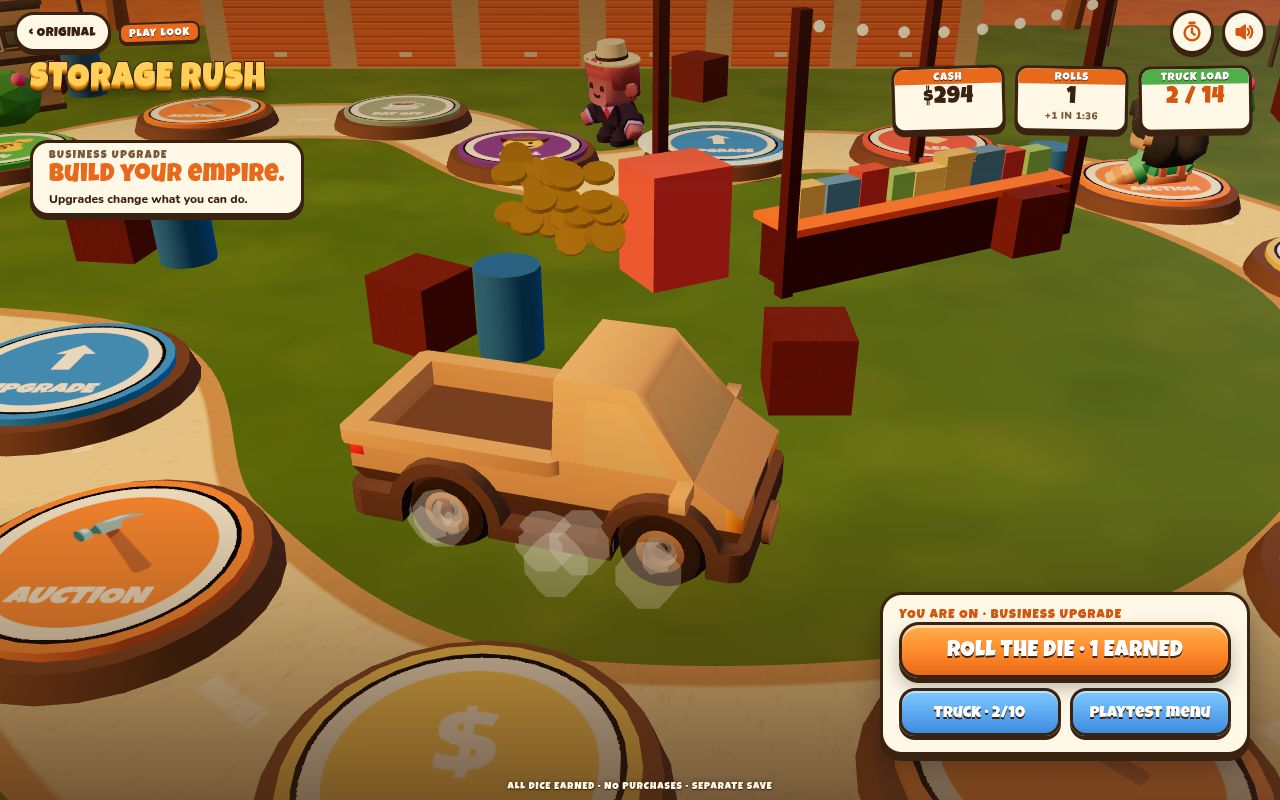 ‹ ORIGINAL
PLAY LOOK
STORAGE RUSH
CASH
$294
ROLLS
1
+1 IN 1:36
TRUCK LOAD
2 / 14
BUSINESS UPGRADE
BUILD YOUR EMPIRE.
Upgrades change what you can do.
AUCTION
AUCTION
UPGRADE
AUCTION
$
YOU ARE ON · BUSINESS UPGRADE
ROLL THE DIE · 1 EARNED
TRUCK · 2/10
PLAYTEST MENU
ALL DICE EARNED · NO PURCHASES · SEPARATE SAVE